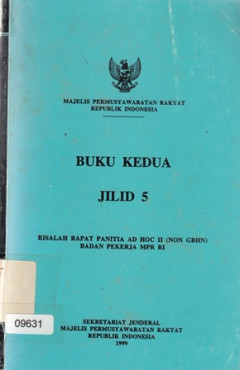 MAJELIS PERMUSYAWARATAN RAKYAT
REPUBLIK INDONESIA
BUKU KEDUA
JILID 5
RISALAH RAPAT PANITIA AD HOC II (NON GBHN)
BADAN PEKERJA MPR RI
09631
SEKRETARIAT JENDERAL
MAJELIS PERMUSYAWARATAN RAKYAT
REPUBLIK INDONESIA
1999